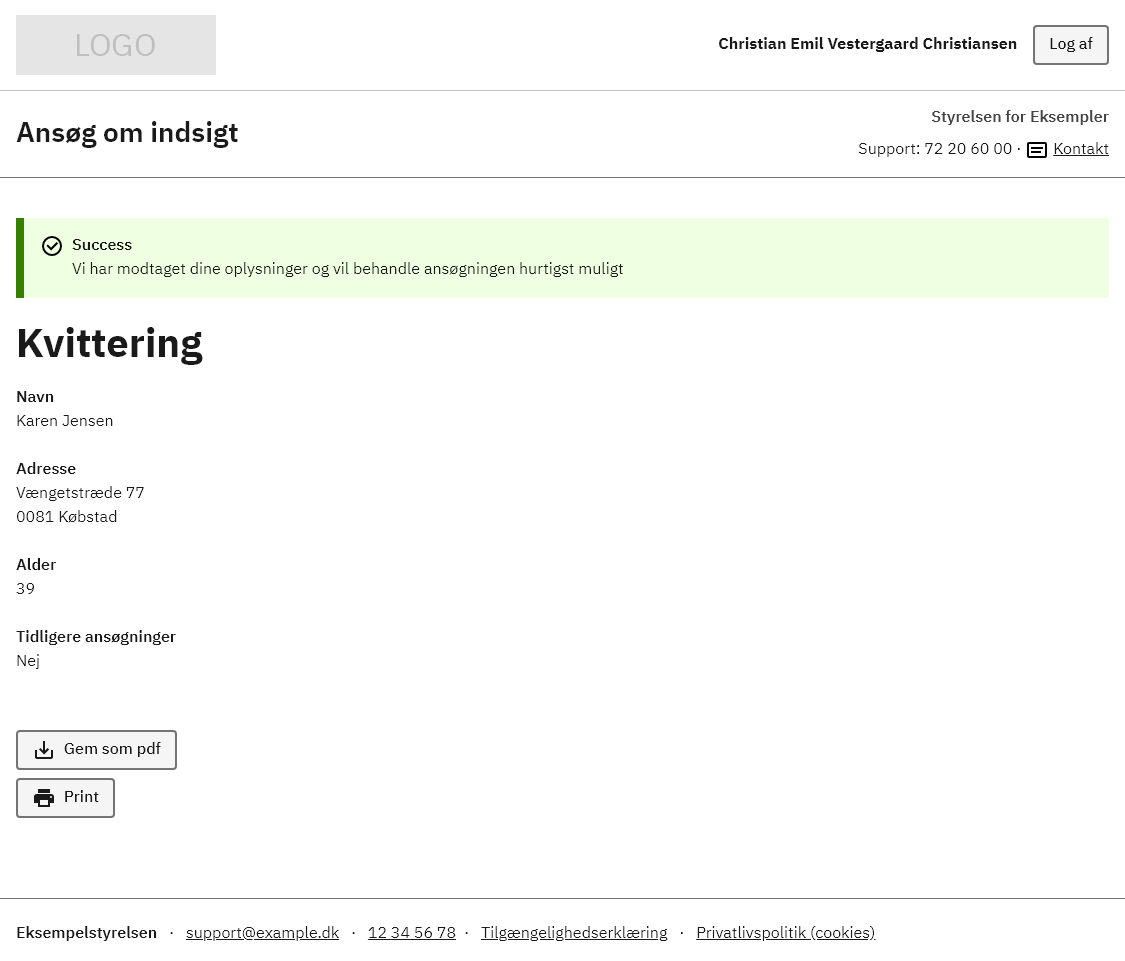 LOGO
Christian Emil Vestergaard Christiansen
Log af
Ansøg om indsigt
Styrelsen for Eksempler
Support: 72 20 60 00 · Kontakt
Success
Vi har modtaget dine oplysninger og vil behandle ansøgningen hurtigst muligt
Kvittering
Navn
Karen Jensen
Adresse
Vængetstræde 77
0081 Købstad
Alder
39
Tidligere ansøgninger
Nej
Gem som pdf
Print
Eksempelstyrelsen · support@example.dk · 12 34 56 78 · Tilgængelighedserklæring · Privatlivspolitik (cookies)